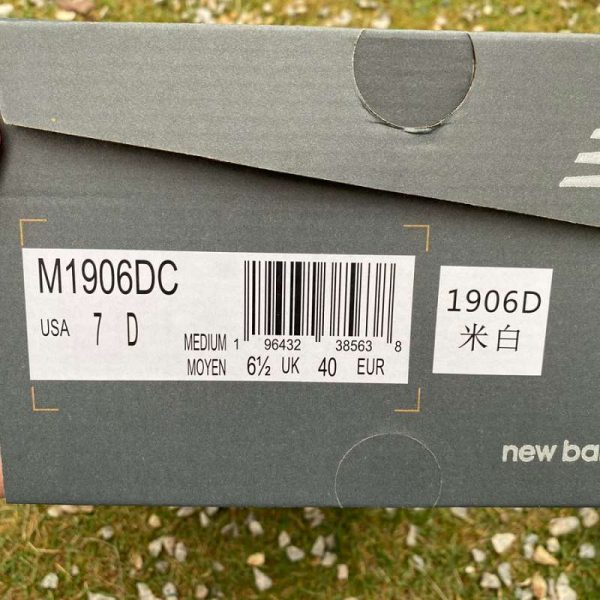 M1906DC
USA 7 D
MEDIUM 1 96432 38563 8
MOYEN 6½ UK 40 EUR
1906D
米白
new ba